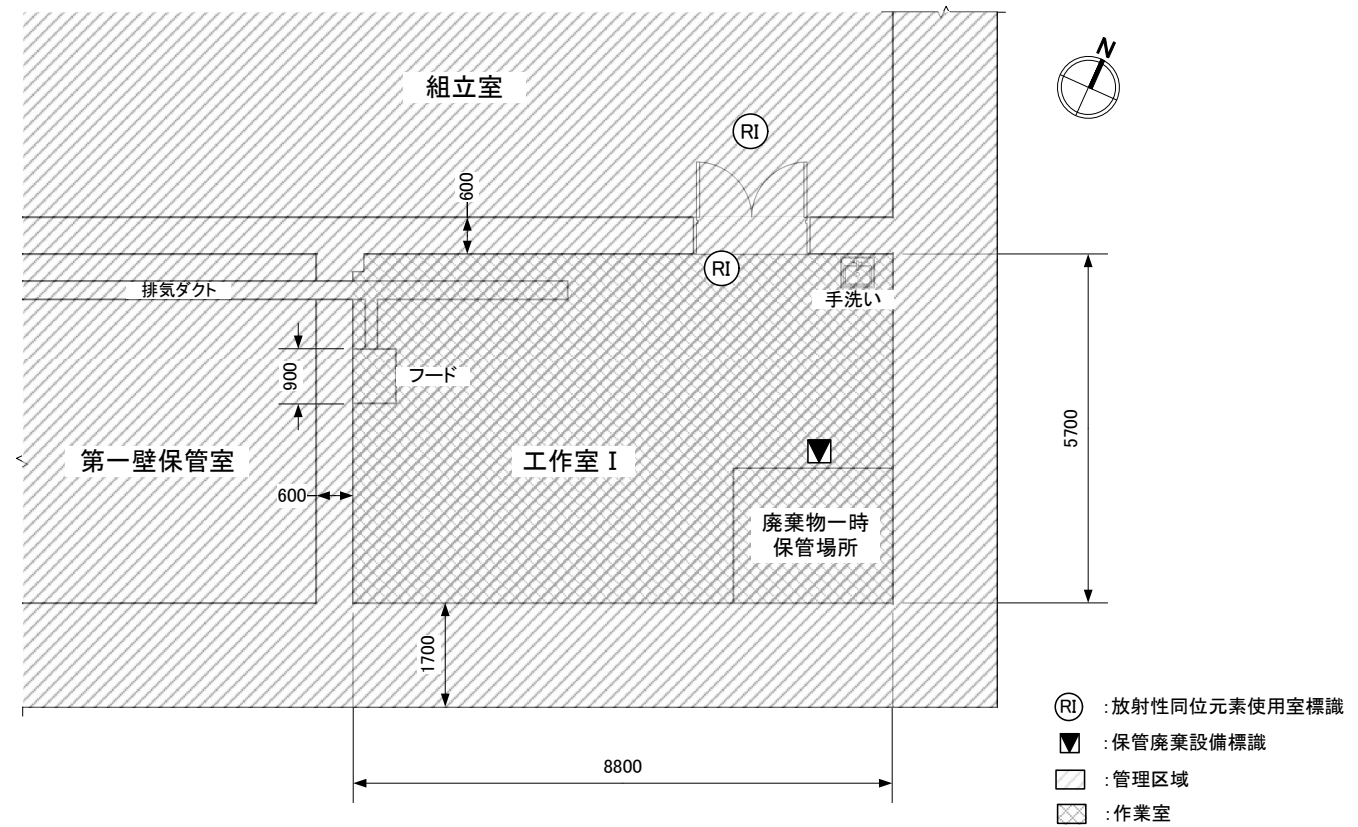 N
組立室
RI
600
RI
排気ダクト
手洗い
900
フード
5700
第一壁保管室
工作室Ⅰ
600
廃棄物一時
保管場所
1700
RI :放射性同位元素使用室標識
:保管廃棄設備標識
8800
:管理区域
:作業室